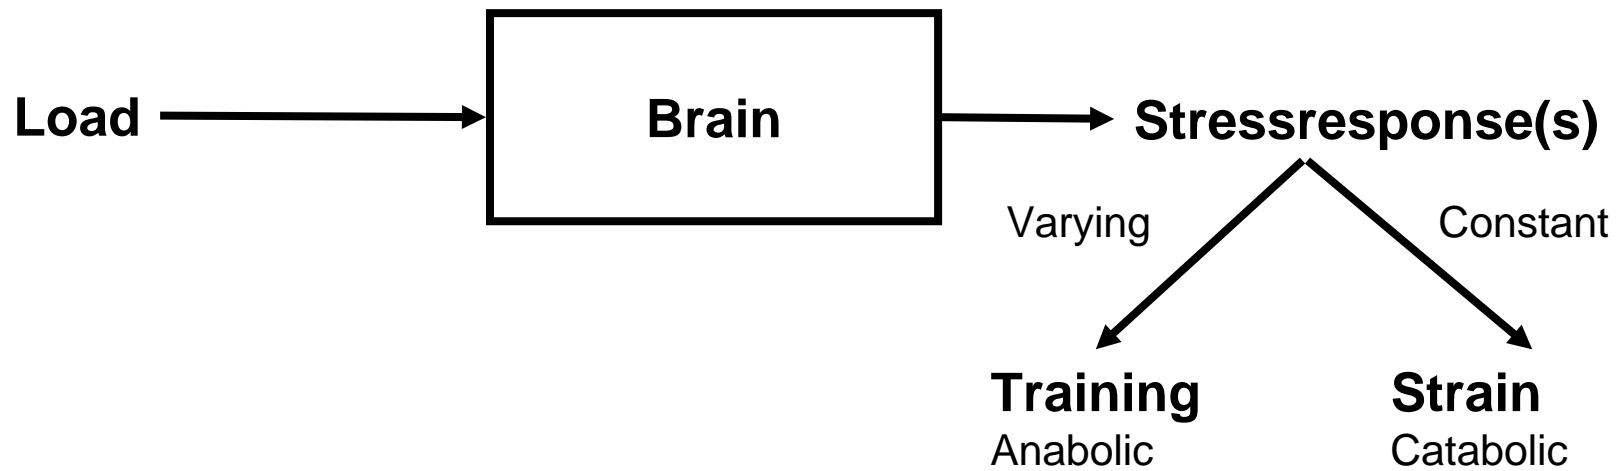 Load
Brain
Stressresponse(s)
Varying
Constant
Training
Anabolic
Strain
Catabolic